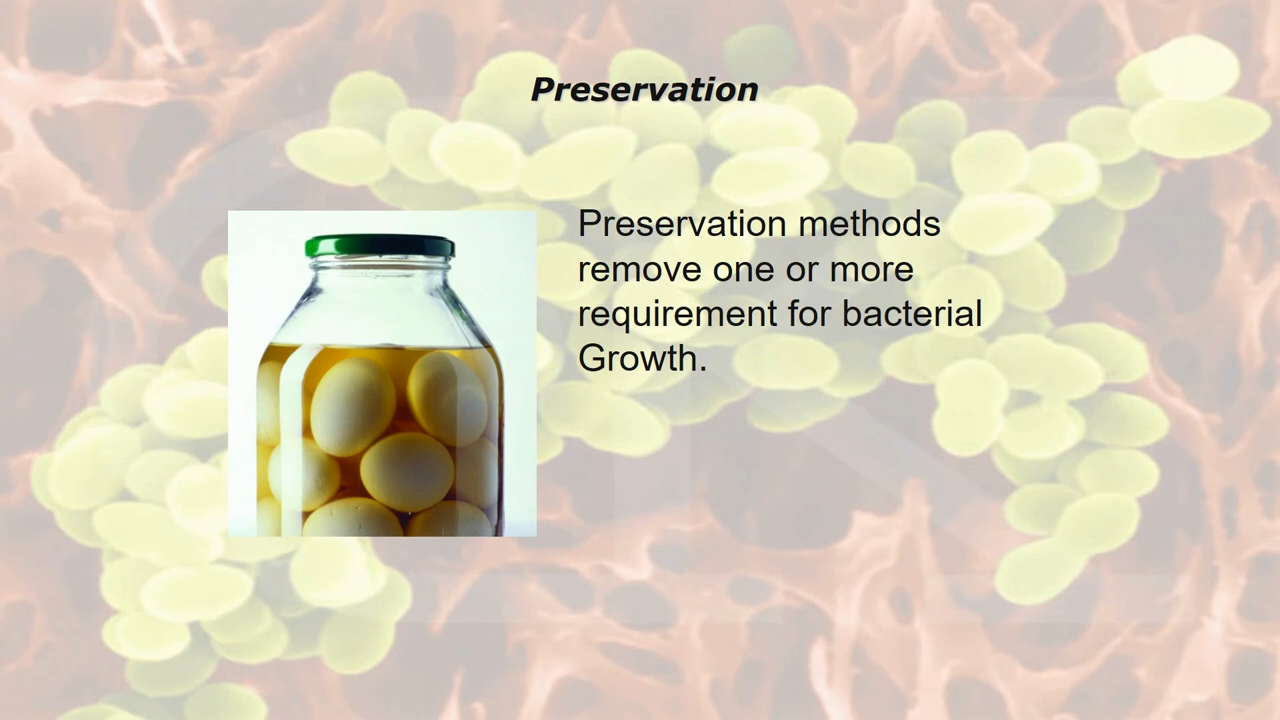 Preservation
Preservation methods
remove one or more
requirement for bacterial
Growth.